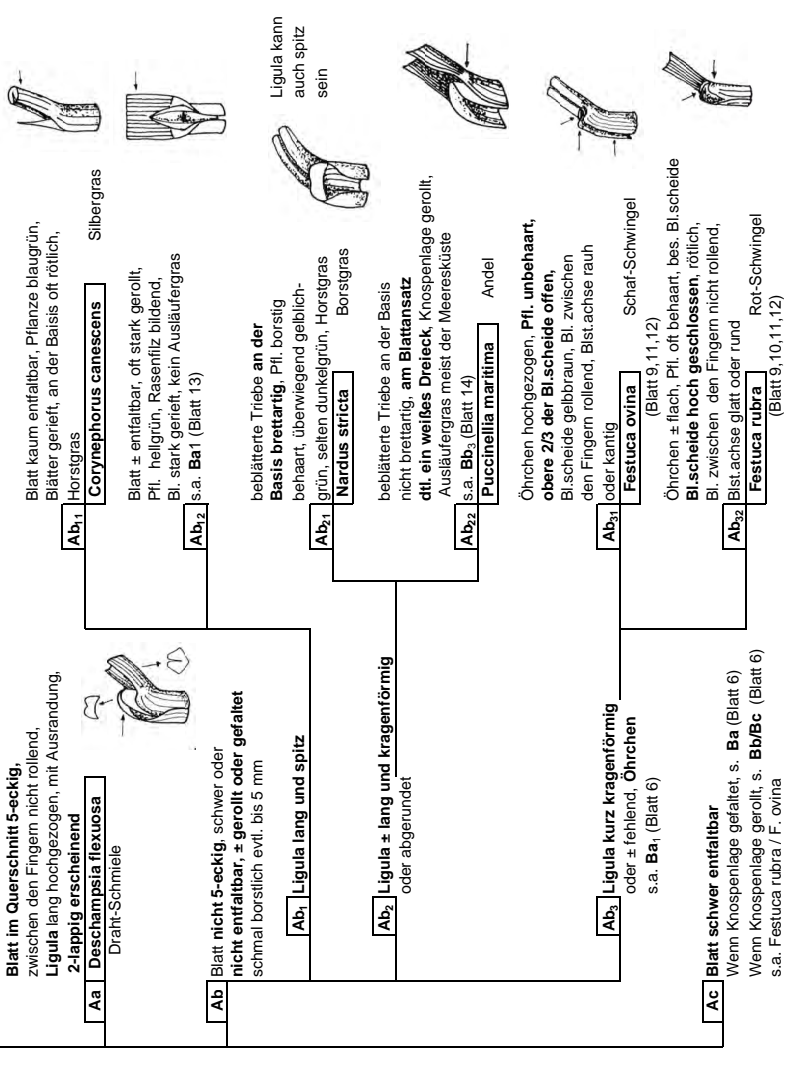 Blatt im Querschnitt 5-eckig,
zwischen den Fingern nicht rollend,
Ligula lang hochgezogen, mit Ausrandung,
2-lappig erscheinend
Aa Deschampsia flexuosa
Draht-Schmiele
Ab Blatt nicht 5-eckig, schwer oder
nicht entfaltbar, ± gerollt oder gefaltet
schmal borstlich evtl. bis 5 mm
Ab1 Ligula lang und spitz
Blatt kaum entfaltbar, Pflanze blaugrün,
Blätter gerieft, an der Baisis oft rötlich,
Ab11 Horstgras
Corynephorus canescens Silbergras
Blatt ± entfaltbar, oft stark gerollt,
Pfl. hellgrün, Rasenfilz bildend,
Bl. stark gerieft, kein Ausläufergras
Ab12 s.a. Ba1 (Blatt 13)
Ab2 Ligula ± lang und kragenförmig
oder abgerundet
beblätterte Triebe an der
Basis brettartig, Pfl. borstig
behaart, überwiegend gelblich-
Ab21 grün, selten dunkelgrün, Horstgras
Nardus stricta Borstgras
Ligula kann
auch spitz
sein
beblätterte Triebe an der Basis
nicht brettartig, am Blattansatz
dtl. ein weißes Dreieck, Knospenlage gerollt,
Ausläufergras meist der Meeresküste
Ab22 s.a. Bb3 (Blatt 14)
Puccinellia maritima Andel
Ab3 Ligula kurz kragenförmig
oder ± fehlend, Öhrchen
s.a. Ba1 (Blatt 6)
Öhrchen hochgezogen, Pfl. unbehaart,
obere 2/3 der Bl.scheide offen,
Bl.scheide gelbbraun, Bl. zwischen
den Fingern rollend, Blst.achse rauh
Ab31 oder kantig
Festuca ovina Schaf-Schwingel
(Blatt 9,11,12)
Öhrchen ± flach, Pfl. oft behaart, bes. Bl.scheide
Bl.scheide hoch geschlossen, rötlich,
Bl. zwischen den Fingern nicht rollend,
Ab32 Blst.achse glatt oder rund
Festuca rubra Rot-Schwingel
(Blatt 9,10,11,12)
Ac Blatt schwer entfaltbar
Wenn Knospenlage gefaltet, s. Ba (Blatt 6)
Wenn Knospenlage gerollt, s. Bb/Bc (Blatt 6)
s.a. Festuca rubra / F. ovina